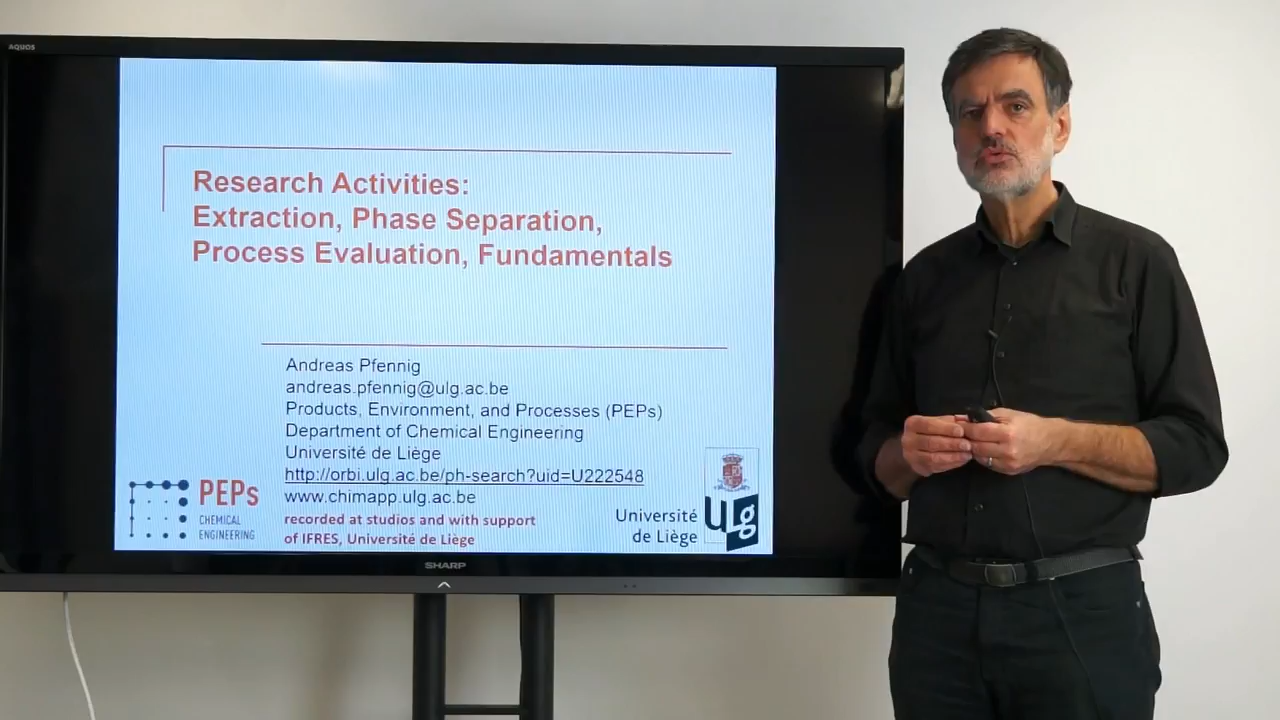 AQUOS
Research Activities:
Extraction, Phase Separation,
Process Evaluation, Fundamentals
Andreas Pfennig
andreas.pfennig@ulg.ac.be
Products, Environment, and Processes (PEPs)
Department of Chemical Engineering
Université de Liège
http://orbi.ulg.ac.be/ph-search?uid=U222548
www.chimapp.ulg.ac.be
recorded at studios and with support
of IFRES, Université de Liège
PEPs
CHEMICAL
ENGINEERING
Université
de Liège
ULg
SHARP